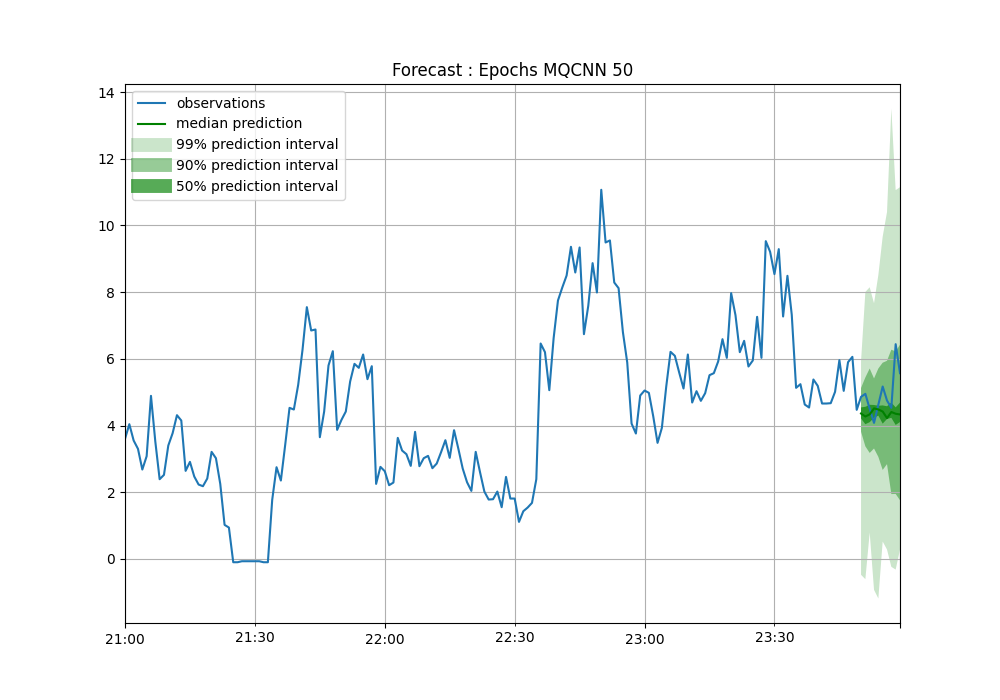 Forecast : Epochs MQCNN 50
observations
median prediction
99% prediction interval
90% prediction interval
50% prediction interval
14
12
10
8
6
4
2
0
21:00 21:30 22:00 22:30 23:00 23:30